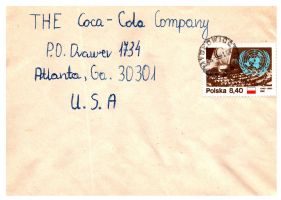 THE Coca-Cola Company
P.O. Drawer 1734
Atlanta, Ga. 30301
U.S.A
Polska 8,40